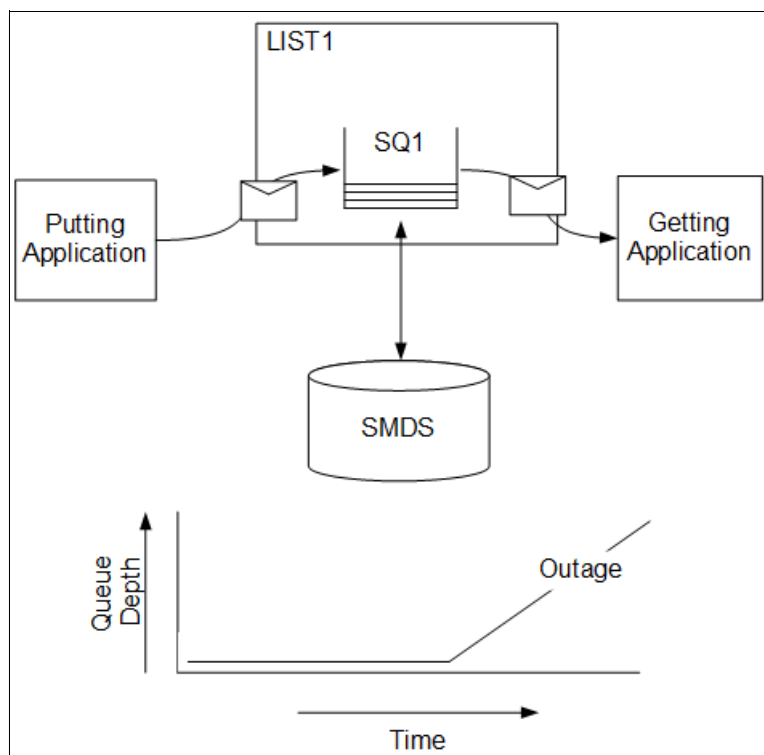 LIST1
SQ1
Putting
Application
Getting
Application
SMDS
Queue
Depth
Outage
Time